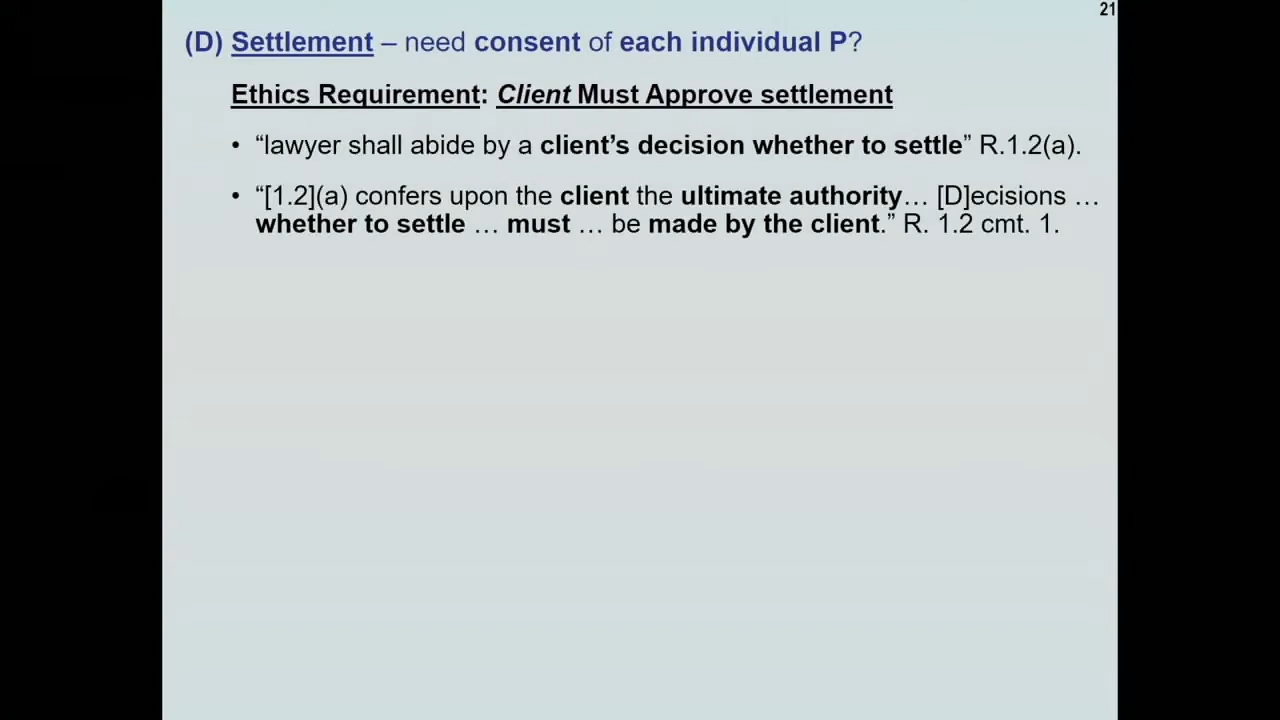 21
(D) Settlement – need consent of each individual P?
Ethics Requirement: Client Must Approve settlement
• “lawyer shall abide by a client’s decision whether to settle” R.1.2(a).
• “[1.2](a) confers upon the client the ultimate authority… [D]ecisions …
whether to settle … must … be made by the client.” R. 1.2 cmt. 1.